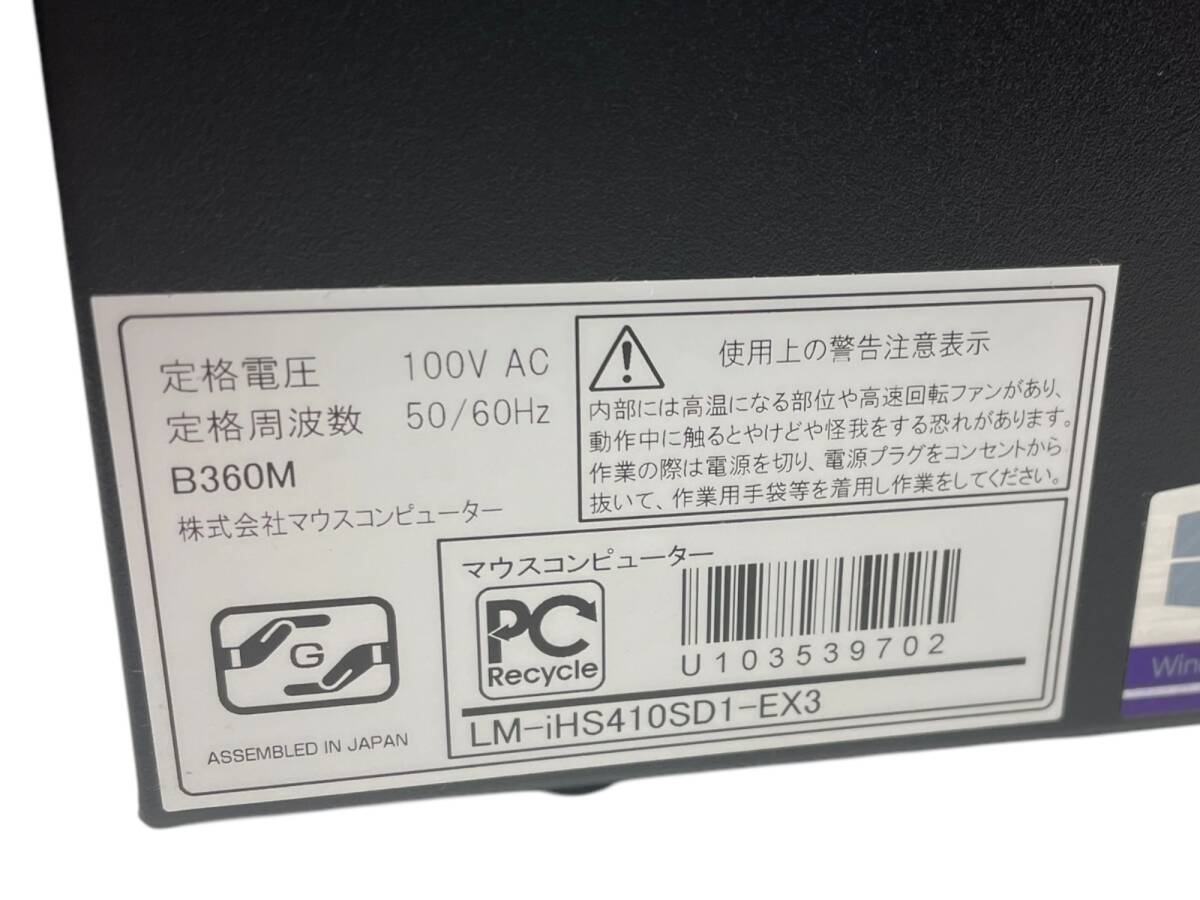 定格電圧 100V AC
定格周波数 50/60Hz
B360M
株式会社マウスコンピューター
G
ASSEMBLED IN JAPAN
使用上の警告注意表示
内部には高温になる部位や高速回転ファンがあり、
動作中に触るとやけどや怪我をする恐れがあります。
作業の際は電源を切り、電源プラグをコンセントから
抜いて、作業用手袋等を着用し作業をしてください。
マウスコンピューター
PC
Recycle
U103539702
LM-iHS410SD1-EX3
Win